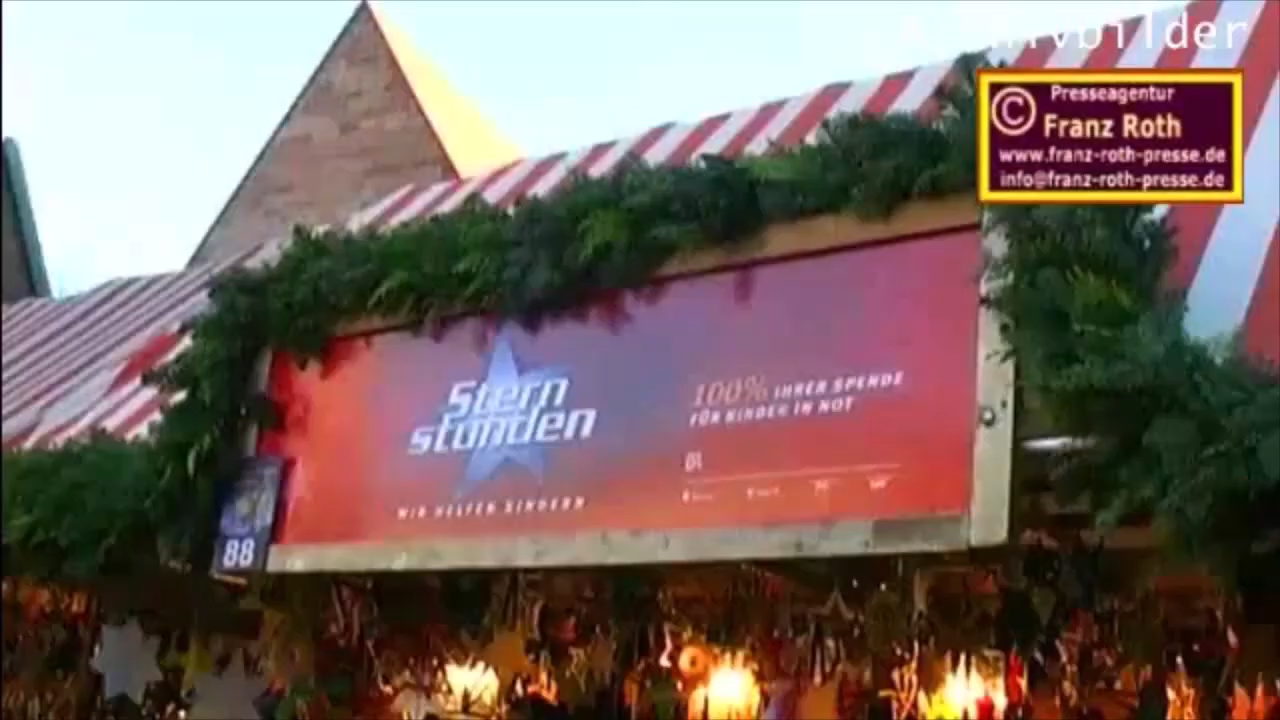 © Presseagentur
Franz Roth
www.franz-roth-presse.de
info@franz-roth-presse.de
Stern
stunden
WIR HELFEN KINDERN
100% IHRER SPENDE
FÜR KINDER IN NOT
88